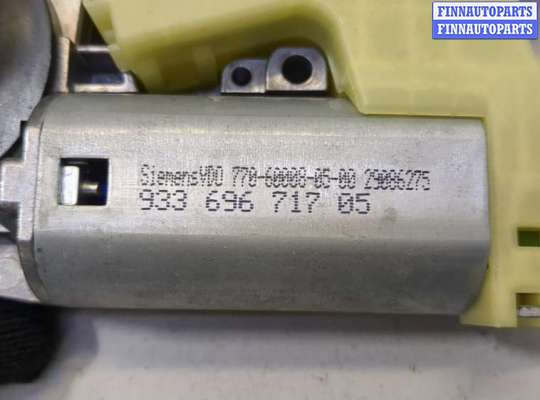 FINNAUTOPARTS
FINNAUTOPARTS
SiemensVDO 770-60008-05-00 29086275
933 696 717 05